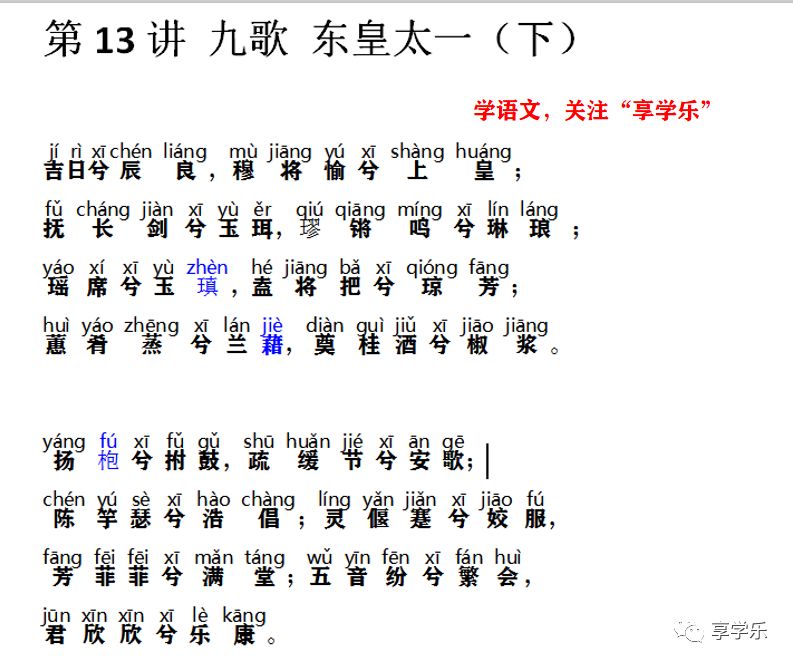 第 13 讲 九歌 东皇太一（下）
学语文，关注“享学乐”
jí rì xī chén liáng mù jiāng yú xī shàng huáng
吉日兮辰良，穆将愉兮上皇；
fǔ cháng jiàn xī yù ěr qiú qiāng míng xī lín láng
抚长剑兮玉珥，璆锵鸣兮琳琅；
yáo xí xī yù zhèn hé jiāng bǎ xī qióng fāng
瑶席兮玉瑱，盍将把兮琼芳；
huì yáo zhēng xī lán jiè diàn guì jiǔ xī jiāo jiāng
蕙肴蒸兮兰藉，奠桂酒兮椒浆。
yáng fú xī fǔ gǔ shū huǎn jié xī ān gē
扬枹兮拊鼓，疏缓节兮安歌；
chén yú sè xī hào chàng líng yǎn jiǎn xī jiāo fú
陈竽瑟兮浩倡；灵偃蹇兮姣服，
fāng fēi fēi xī mǎn táng wǔ yīn fēn xī fán huì
芳菲菲兮满堂；五音纷兮繁会，
jūn xīn xīn xī lè kāng
君欣欣兮乐康。
享学乐